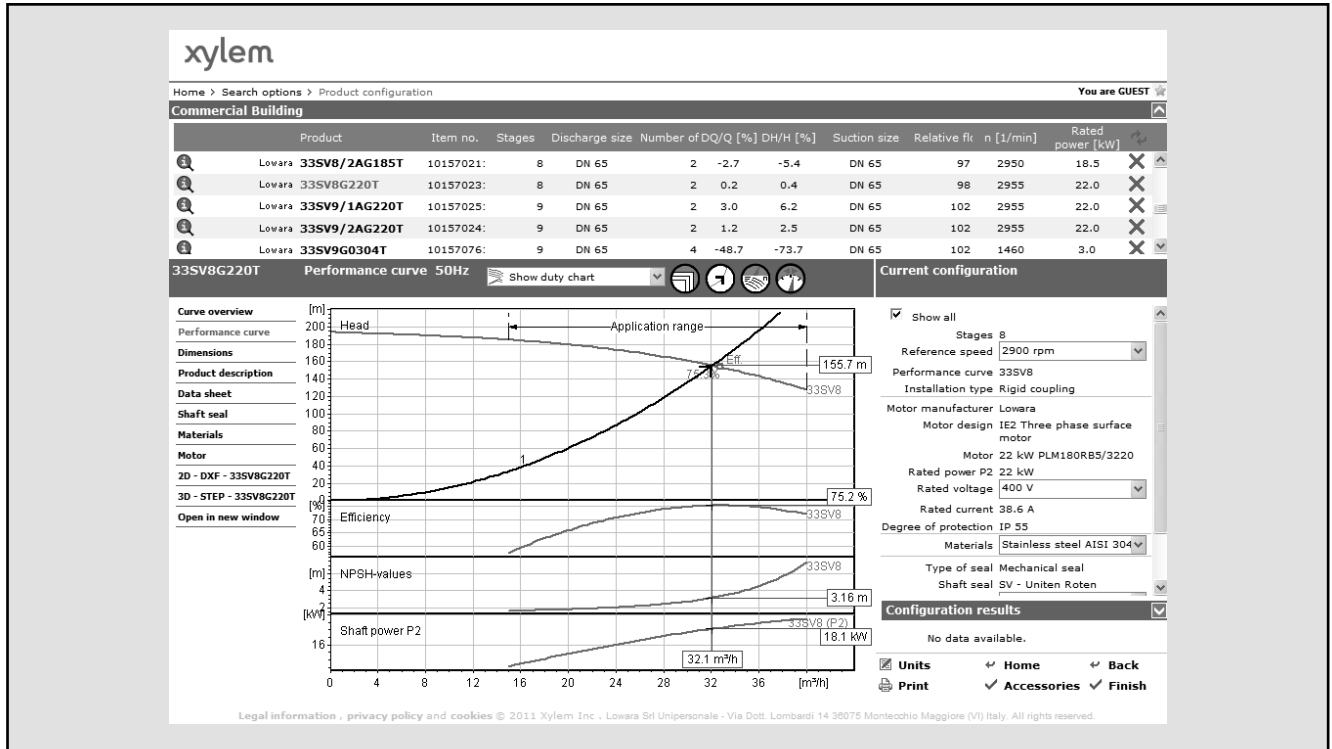 xylem
Home > Search options > Product configuration
You are GUEST
Commercial Building
Product Item no. Stages Discharge size Number of DQ/Q [%] DH/H [%] Suction size Relative flo n [1/min] Rated power [kW]
Lowara 33SV8/2AG185T 10157021: 8 DN 65 2 -2.7 -5.4 DN 65 97 2950 18.5
Lowara 33SV8G220T 10157023: 8 DN 65 2 0.2 0.4 DN 65 98 2955 22.0
Lowara 33SV9/1AG220T 10157025: 9 DN 65 2 3.0 6.2 DN 65 102 2955 22.0
Lowara 33SV9/2AG220T 10157024: 9 DN 65 2 1.2 2.5 DN 65 102 2955 22.0
Lowara 33SV9G0304T 10157076: 9 DN 65 4 -48.7 -73.7 DN 65 102 1460 3.0
33SV8G220T Performance curve 50Hz Show duty chart
Curve overview
Performance curve
Dimensions
Product description
Data sheet
Shaft seal
Materials
Motor
2D - DXF - 33SV8G220T
3D - STEP - 33SV8G220T
Open in new window
[m]
Head
Application range
200
180
160
140
120
100
80
60
40
20
0
Eff.
75.3%
155.7 m
33SV8
1
75.2 %
[%]
Efficiency
70
65
60
33SV8
[m]
NPSH-values
4
2
33SV8
3.16 m
[kW]
Shaft power P2
16
33SV8 (P2)
18.1 kW
32.1 m³/h
0 4 8 12 16 20 24 28 32 36 [m³/h]
Current configuration
Show all
Stages 8
Reference speed 2900 rpm
Performance curve 33SV8
Installation type Rigid coupling
Motor manufacturer Lowara
Motor design IE2 Three phase surface
motor
Motor 22 kW PLM180RB5/3220
Rated power P2 22 kW
Rated voltage 400 V
Rated current 38.6 A
Degree of protection IP 55
Materials Stainless steel AISI 304
Type of seal Mechanical seal
Shaft seal SV - Uniten Roten
Configuration results
No data available.
Units Home Back
Print Accessories Finish
Legal information , privacy policy and cookies © 2011 Xylem Inc . Lowara Srl Unipersonale - Via Dott. Lombardi 14 36075 Montecchio Maggiore (VI) Italy. All rights reserved.